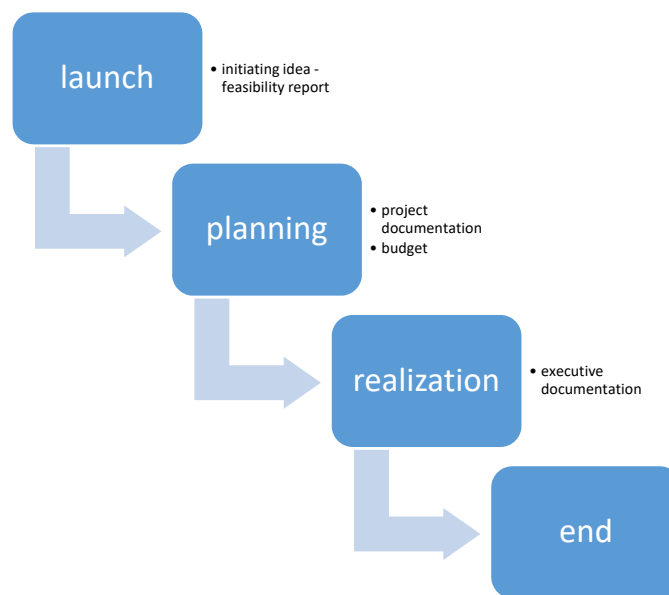 launch
• initiating idea -
feasibility report
planning
• project
documentation
• budget
realization
• executive
documentation
end